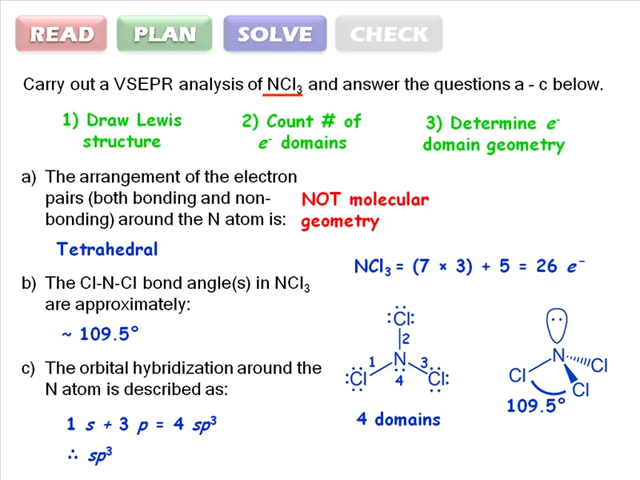 READ PLAN SOLVE CHECK
Carry out a VSEPR analysis of NCl₃ and answer the questions a - c below.
1) Draw Lewis
structure
2) Count # of
e⁻ domains
3) Determine e⁻
domain geometry
a) The arrangement of the electron
pairs (both bonding and non-
bonding) around the N atom is:
NOT molecular
geometry
Tetrahedral
NCl₃ = (7 × 3) + 5 = 26 e⁻
b) The Cl-N-Cl bond angle(s) in NCl₃
are approximately:
~ 109.5°
c) The orbital hybridization around the
N atom is described as:
1 s + 3 p = 4 sp³
∴ sp³
:Cl:
2
1 N 3
:Cl 4 Cl:
4 domains
N
Cl Cl
Cl
109.5°